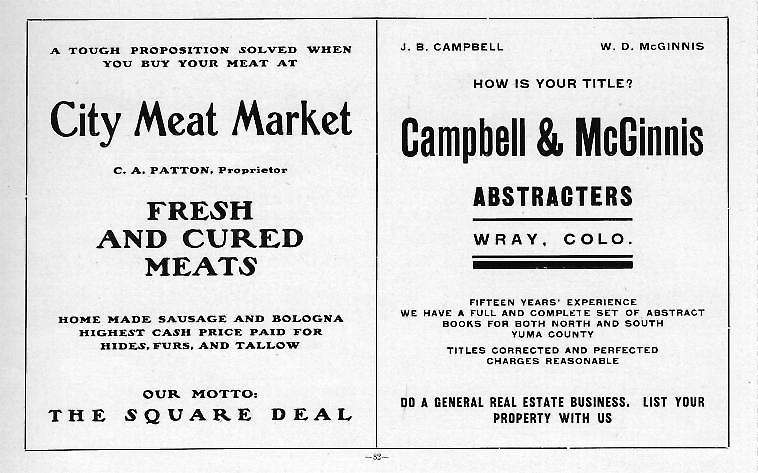 A TOUGH PROPOSITION SOLVED WHEN
YOU BUY YOUR MEAT AT
City Meat Market
C. A. PATTON, Proprietor
FRESH
AND CURED
MEATS
HOME MADE SAUSAGE AND BOLOGNA
HIGHEST CASH PRICE PAID FOR
HIDES, FURS, AND TALLOW
OUR MOTTO:
THE SQUARE DEAL
J. B. CAMPBELL W. D. McGINNIS
HOW IS YOUR TITLE?
Campbell & McGinnis
ABSTRACTERS
WRAY, COLO.
FIFTEEN YEARS' EXPERIENCE
WE HAVE A FULL AND COMPLETE SET OF ABSTRACT
BOOKS FOR BOTH NORTH AND SOUTH
YUMA COUNTY
TITLES CORRECTED AND PERFECTED
CHARGES REASONABLE
DO A GENERAL REAL ESTATE BUSINESS. LIST YOUR
PROPERTY WITH US
—82—